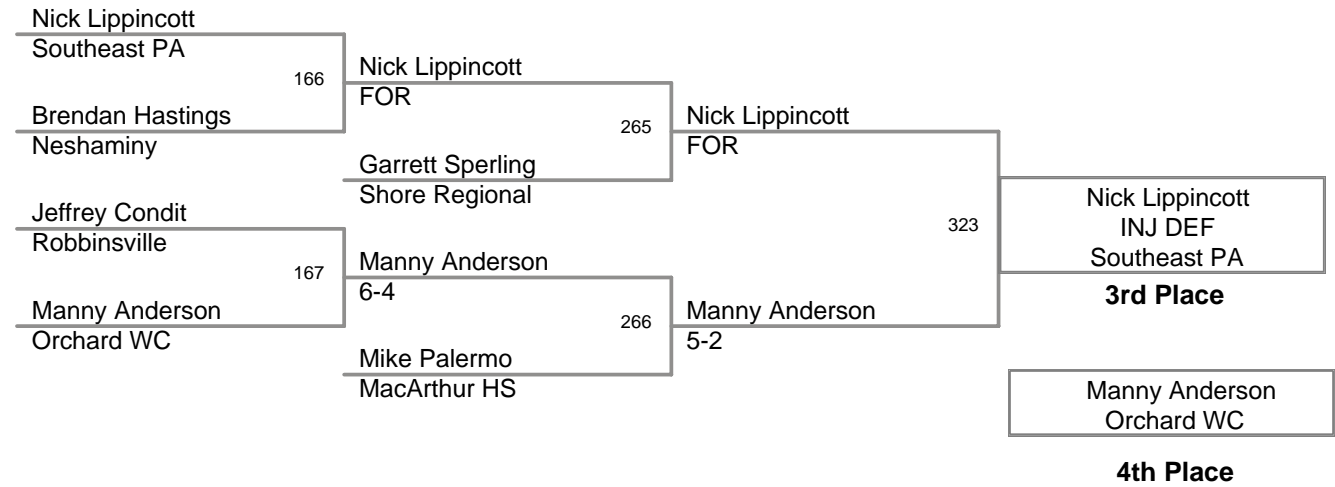 Nick Lippincott
Southeast PA
166
Brendan Hastings
Neshaminy
Jeffrey Condit
Robbinsville
167
Manny Anderson
Orchard WC
Nick Lippincott
FOR
265
Garrett Sperling
Shore Regional
Manny Anderson
6-4
266
Mike Palermo
MacArthur HS
Nick Lippincott
FOR
323
Manny Anderson
5-2
Nick Lippincott
INJ DEF
Southeast PA
3rd Place
Manny Anderson
Orchard WC
4th Place